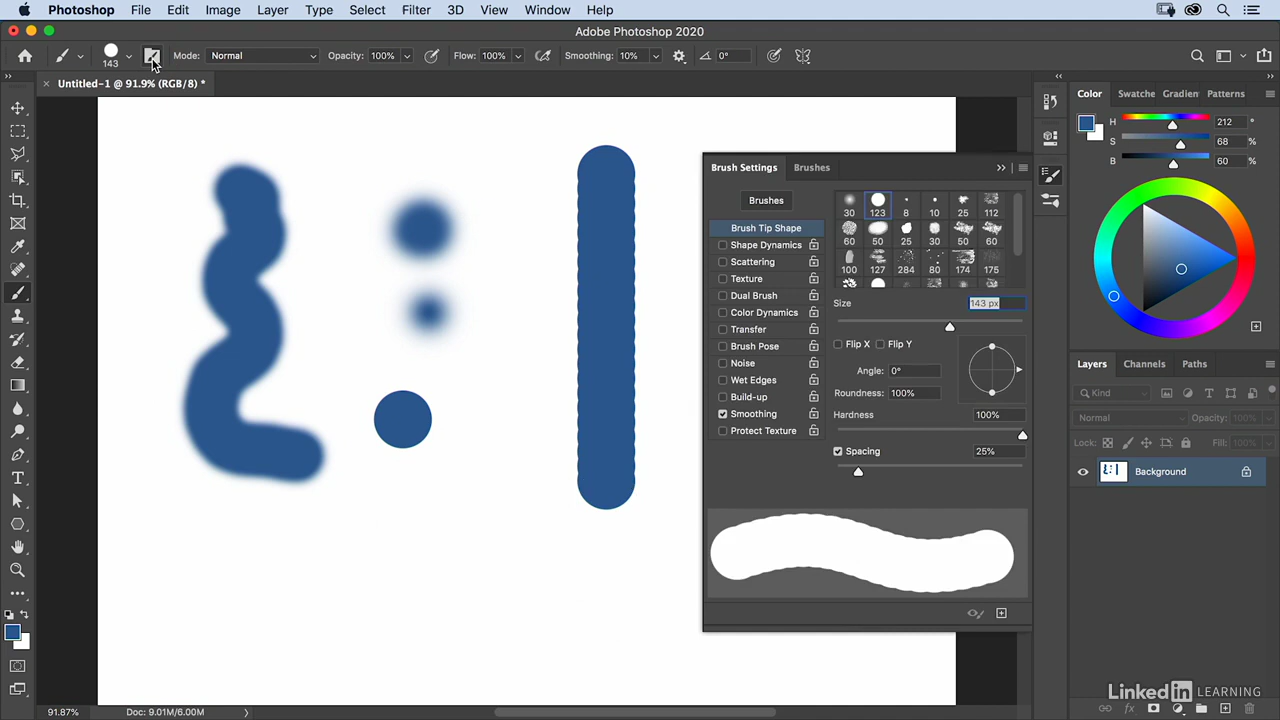 Photoshop File Edit Image Layer Type Select Filter 3D View Window Help
Adobe Photoshop 2020
143 Mode: Normal Opacity: 100% Flow: 100% Smoothing: 10% 0°
× Untitled-1 @ 91.9% (RGB/8) *
Color Swatche Gradien Patterns
H 212 °
S 68 %
B 60 %
Brush Settings Brushes
Brushes
30 123 8 10 25 112
60 50 25 30 50 60
100 127 284 80 174 175
Brush Tip Shape
Shape Dynamics
Scattering
Texture
Dual Brush
Color Dynamics
Transfer
Brush Pose
Noise
Wet Edges
Build-up
Smoothing
Protect Texture
Size 143 px
Flip X Flip Y
Angle: 0°
Roundness: 100%
Hardness 100%
Spacing 25%
Layers Channels Paths
Kind
Normal Opacity: 100%
Lock: Fill: 100%
Background
fx
91.87% Doc: 9.01M/6.00M
Linked in LEARNING